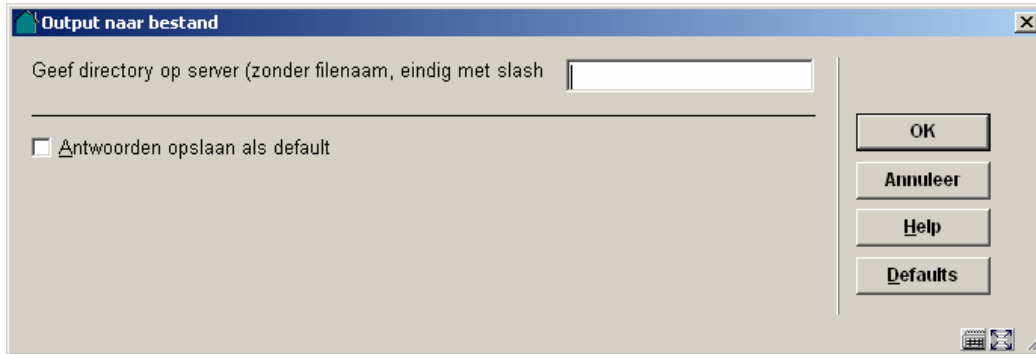 Output naar bestand
Geef directory op server (zonder filenaam, eindig met slash
Antwoorden opslaan als default
OK
Annuleer
Help
Defaults